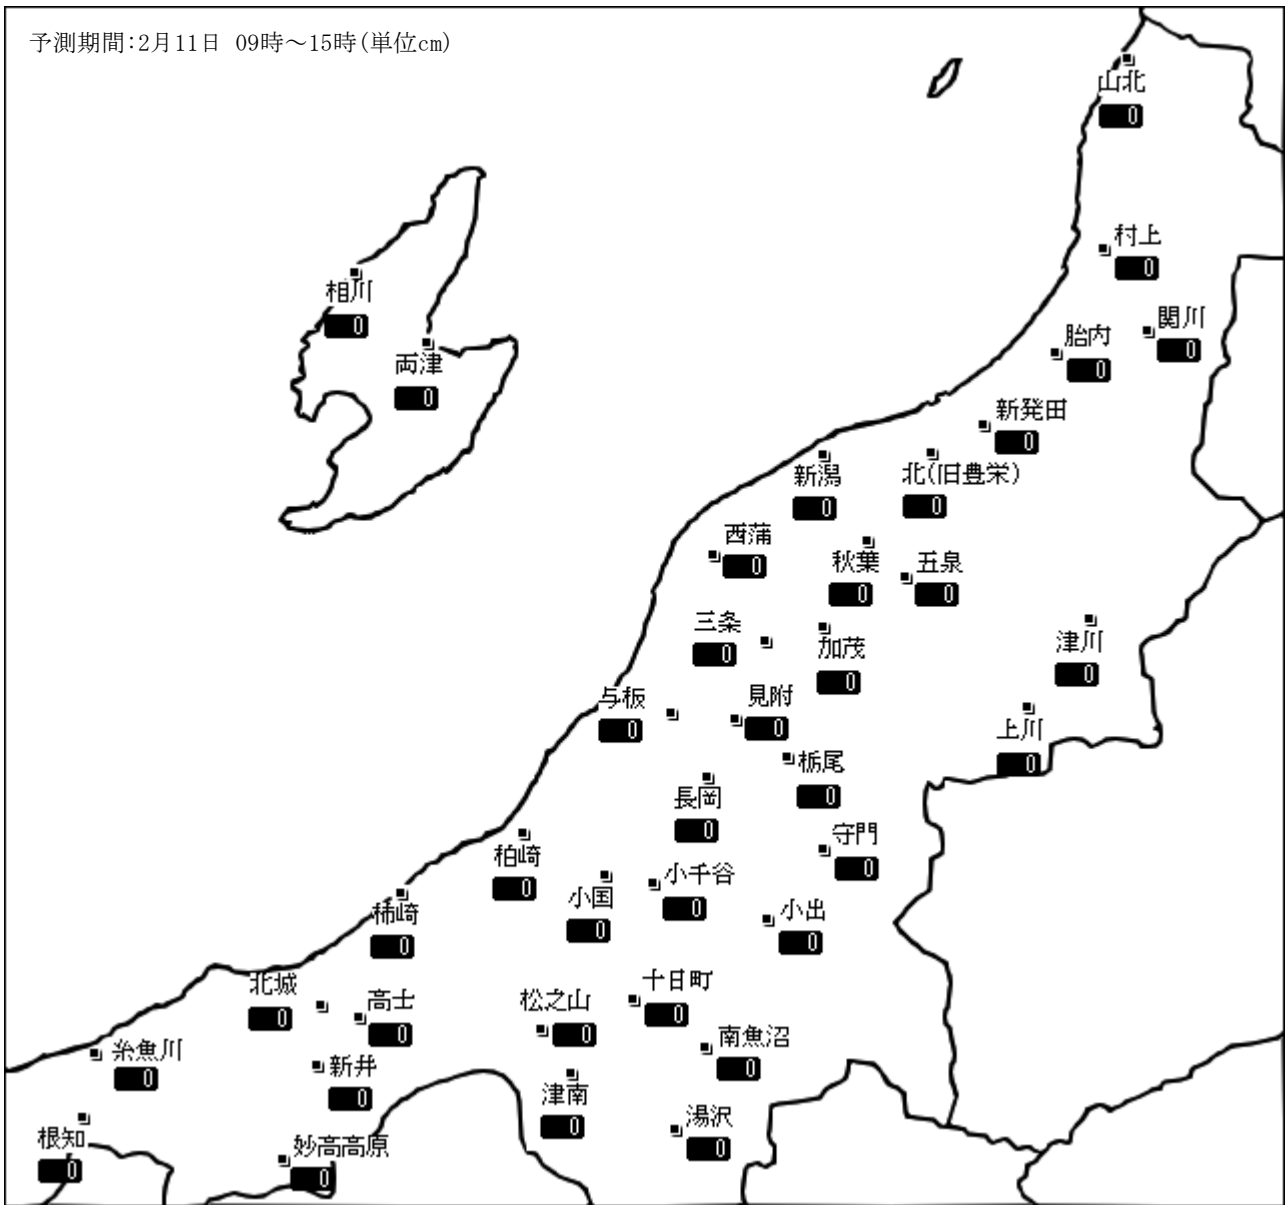 予測期間:2月11日 09時～15時(単位cm)
山北
0
村上
0
相川
0
関川
0
胎内
0
両津
0
新発田
0
新潟
0
北(旧豊栄)
0
西蒲
0
秋葉
0
五泉
0
三条
0
加茂
0
津川
0
与板
0
見附
0
上川
0
栃尾
0
長岡
0
守門
0
柏崎
0
小千谷
0
小国
0
小出
0
柿崎
0
北城
0
高士
0
松之山
0
十日町
0
南魚沼
0
糸魚川
0
新井
0
津南
0
湯沢
0
根知
0
妙高高原
0